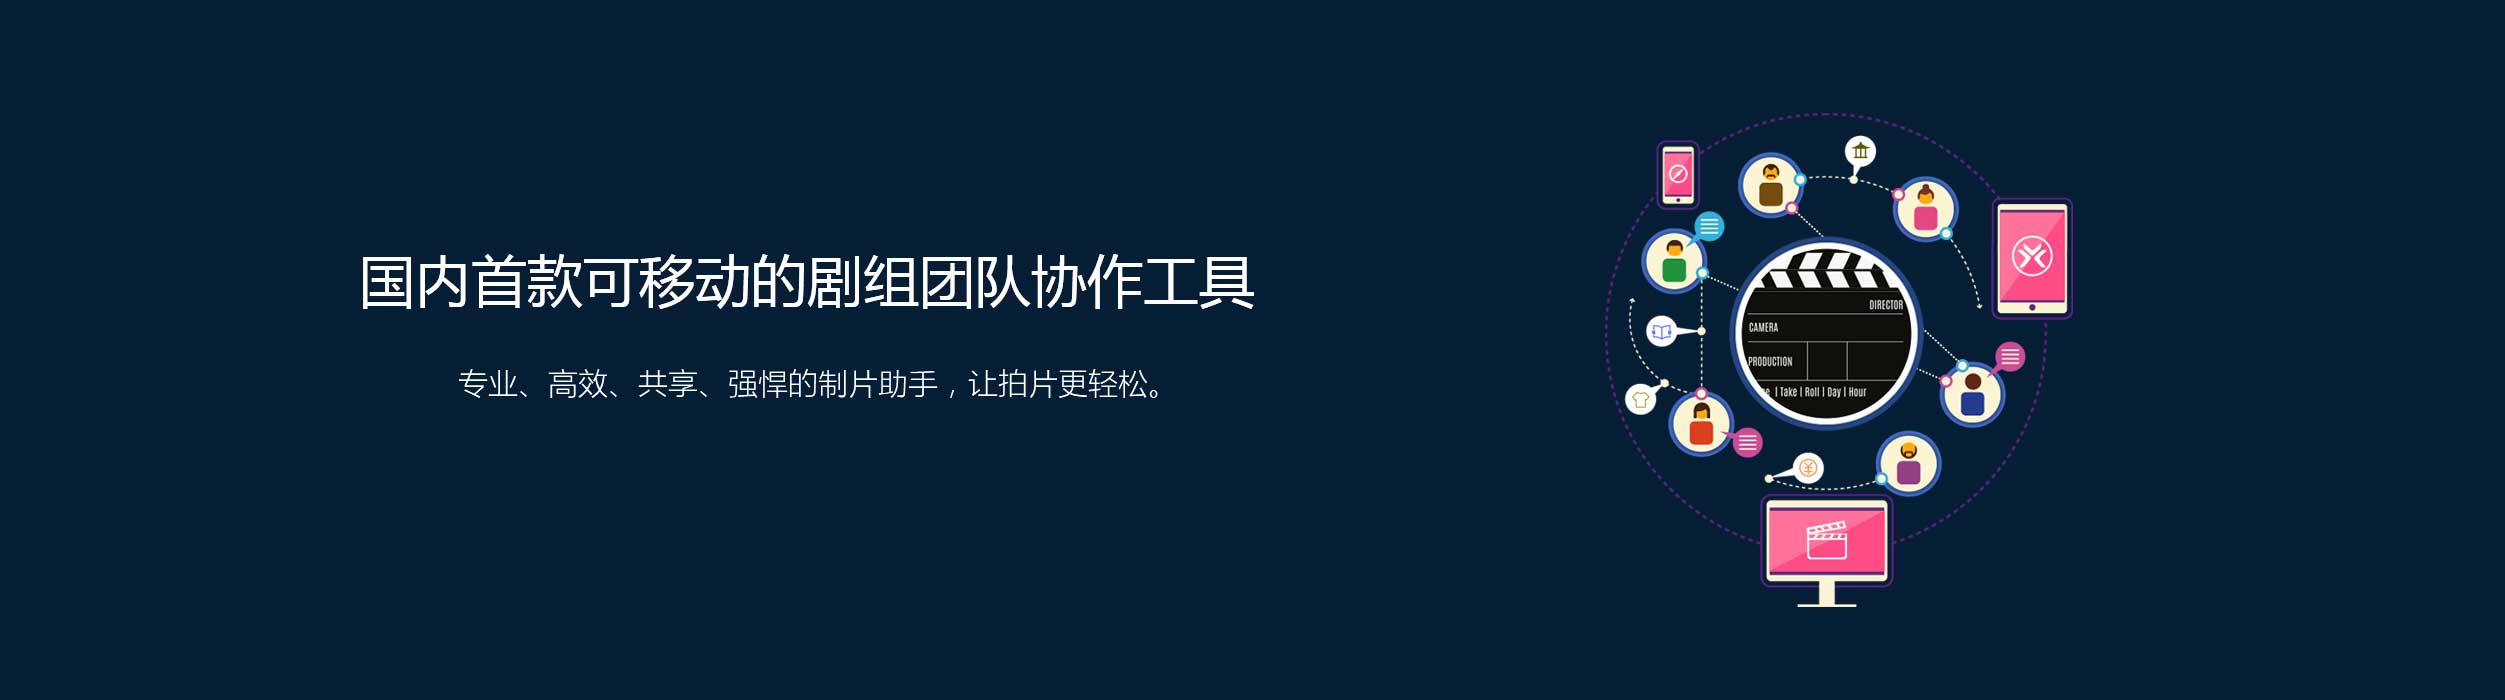 国内首款可移动的剧组团队协作工具
专业、高效、共享、强悍的制片助手，让拍片更轻松。
DIRECTOR
CAMERA
PRODUCTION
| Take | Roll | Day | Hour